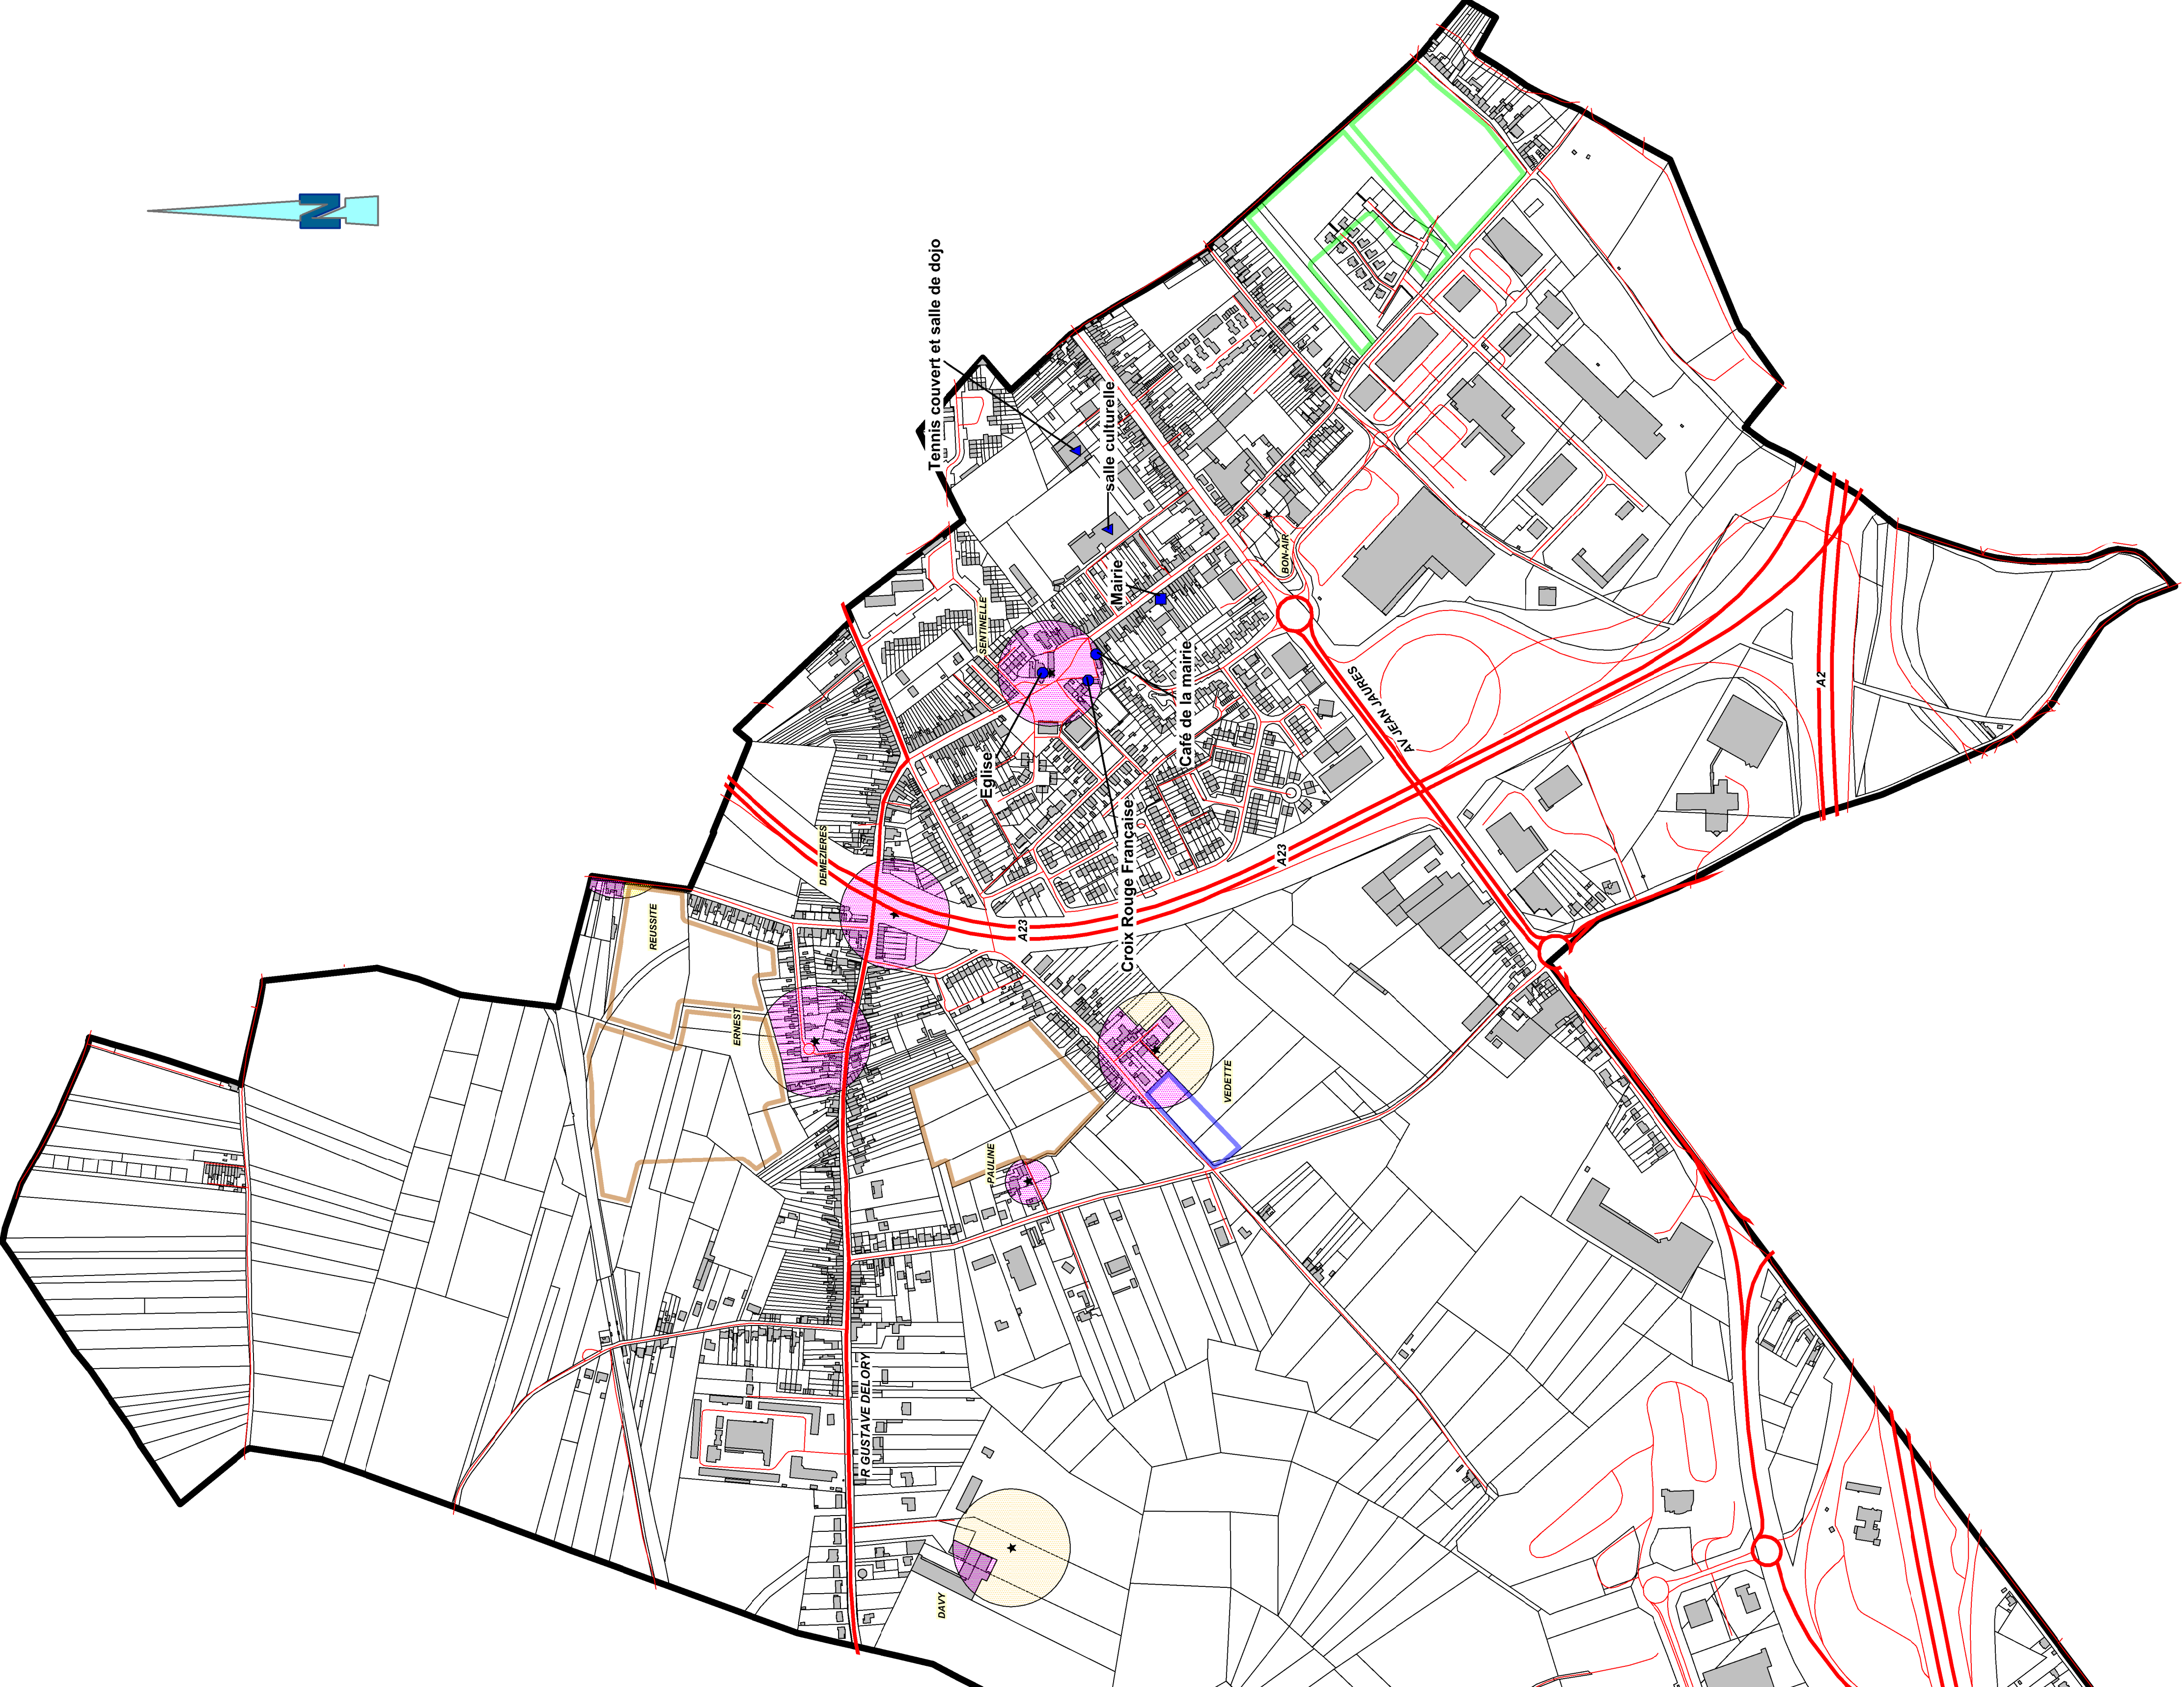 N
Tennis couvert et salle de dojo
salle culturelle
BON-AIR
Mairie
SENTINELLE
Café de la mairie
AV JEAN JAURES
A2
Eglise
DEMEZIERES
A23
Croix Rouge Française
A23
REUSSITE
ERNEST
VEDETTE
PAULINE
R GUSTAVE DELORY
DAVY